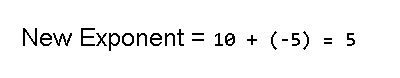 New Exponent = 10 + (-5) = 5